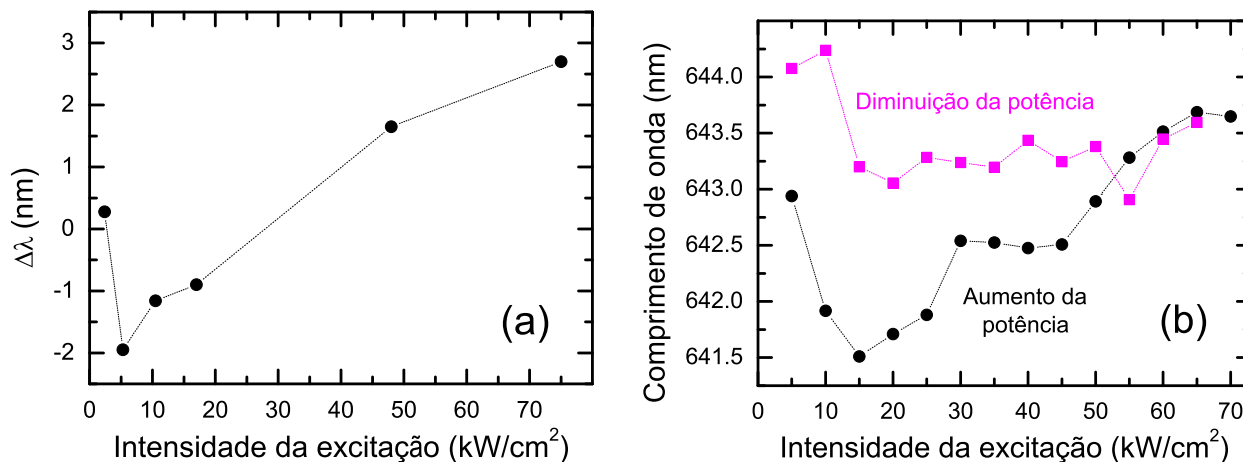 3
2
1
0
-1
-2
Δλ (nm)
0 10 20 30 40 50 60 70
Intensidade da excitação (kW/cm²)
(a)
644.0
643.5
643.0
642.5
642.0
641.5
Comprimento de onda (nm)
Diminuição da potência
Aumento da
potência
(b)
0 10 20 30 40 50 60 70
Intensidade da excitação (kW/cm²)